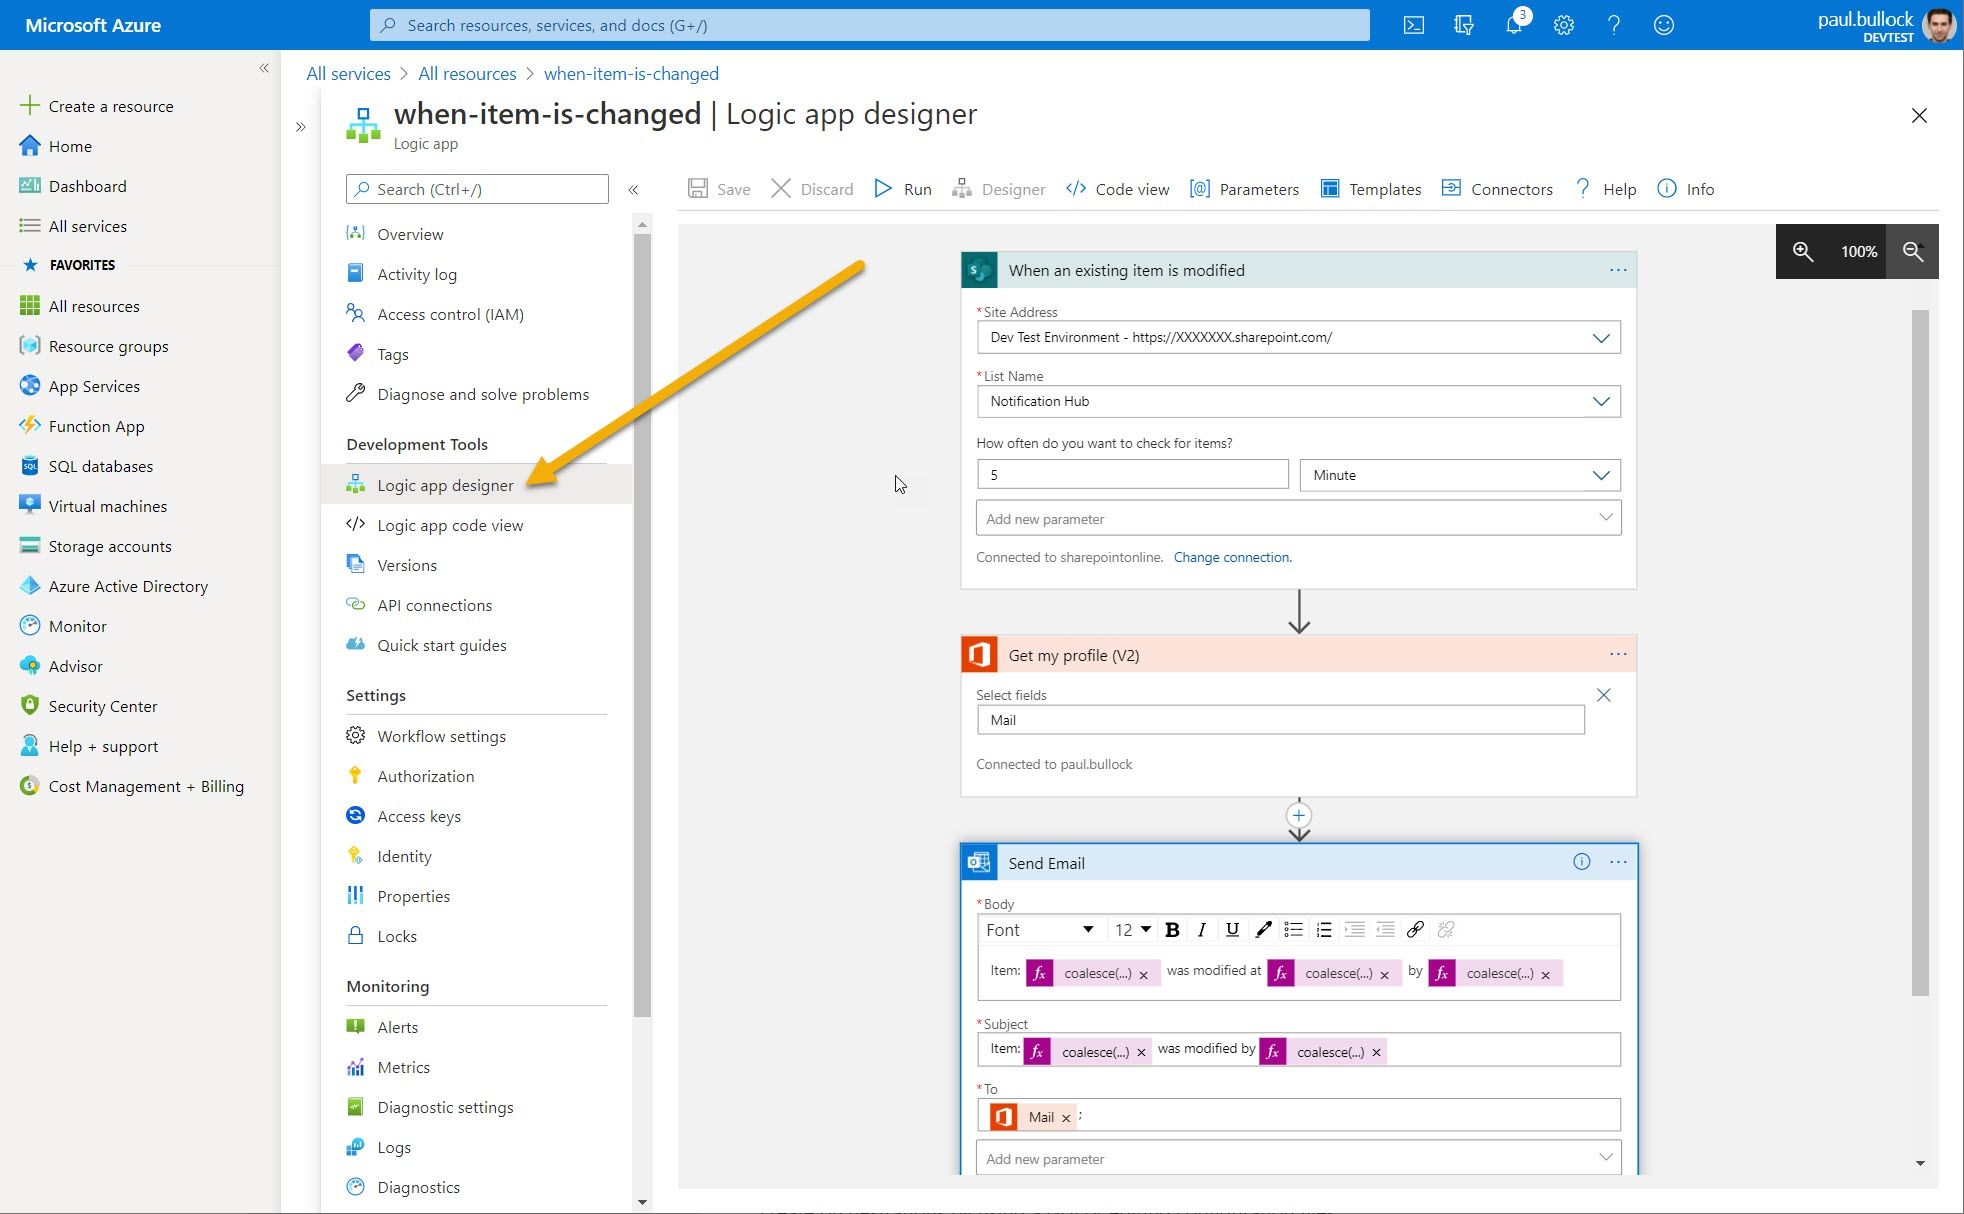 Microsoft Azure
Search resources, services, and docs (G+/)
3
paul.bullock
DEVTEST
Create a resource
Home
Dashboard
All services
FAVORITES
All resources
Resource groups
App Services
Function App
SQL databases
Virtual machines
Storage accounts
Azure Active Directory
Monitor
Advisor
Security Center
Help + support
Cost Management + Billing
All services > All resources > when-item-is-changed
when-item-is-changed | Logic app designer
Logic app
Search (Ctrl+/)
Overview
Activity log
Access control (IAM)
Tags
Diagnose and solve problems
Development Tools
Logic app designer
Logic app code view
Versions
API connections
Quick start guides
Settings
Workflow settings
Authorization
Access keys
Identity
Properties
Locks
Monitoring
Alerts
Metrics
Diagnostic settings
Logs
Diagnostics
Save Discard Run Designer Code view Parameters Templates Connectors Help Info
100%
When an existing item is modified
* Site Address
Dev Test Environment - https://XXXXXXX.sharepoint.com/
* List Name
Notification Hub
How often do you want to check for items?
5 Minute
Add new parameter
Connected to sharepointonline. Change connection.
Get my profile (V2)
Select fields
Mail
Connected to paul.bullock
Send Email
* Body
Font 12 B I U
Item: fx coalesce(...) × was modified at fx coalesce(...) × by fx coalesce(...) ×
* Subject
Item: fx coalesce(...) × was modified by fx coalesce(...) ×
* To
Mail × ;
Add new parameter